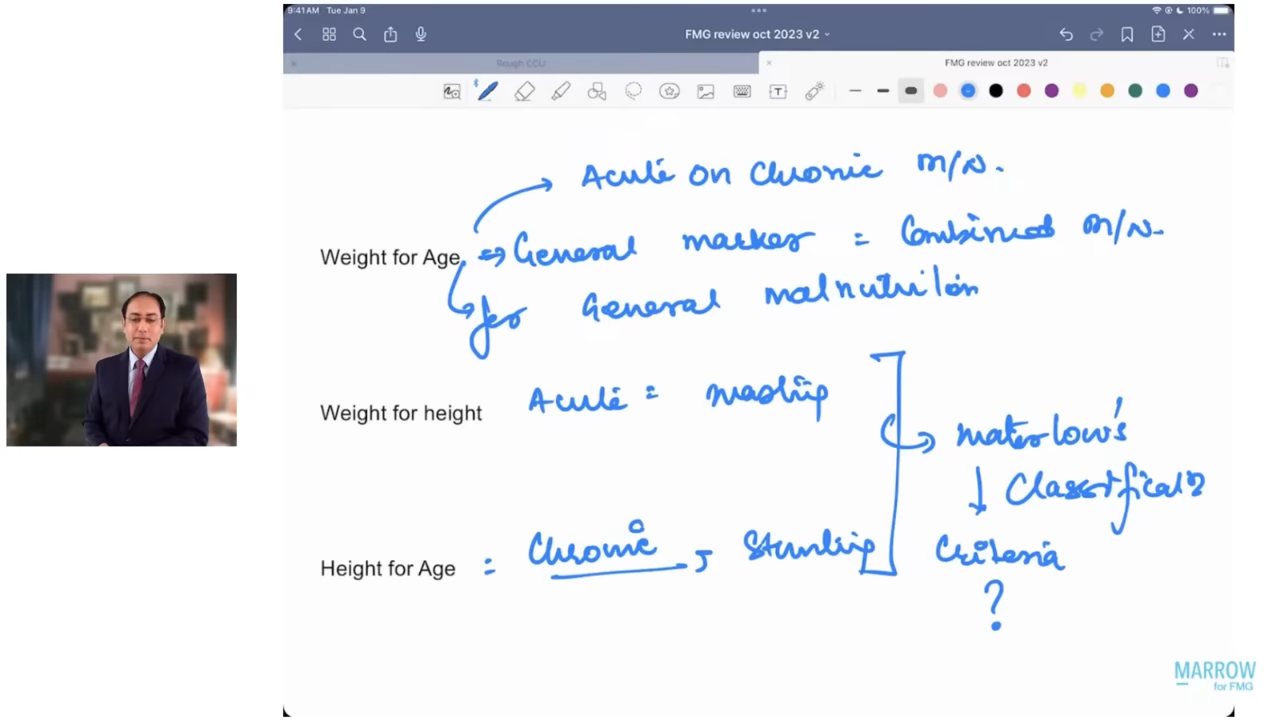 9:41 AM Tue Jan 9
100%
FMG review oct 2023 v2
Rough CCU
FMG review oct 2023 v2
Acute on Chronic M/N.
Weight for Age ⇒ General marker = Combined M/N.
for General malnutrition
Weight for height Acute = wasting
Height for Age = Chronic → Stunting
waterlow's
↓ Classificatn
Criteria
?
MARROW
for FMG